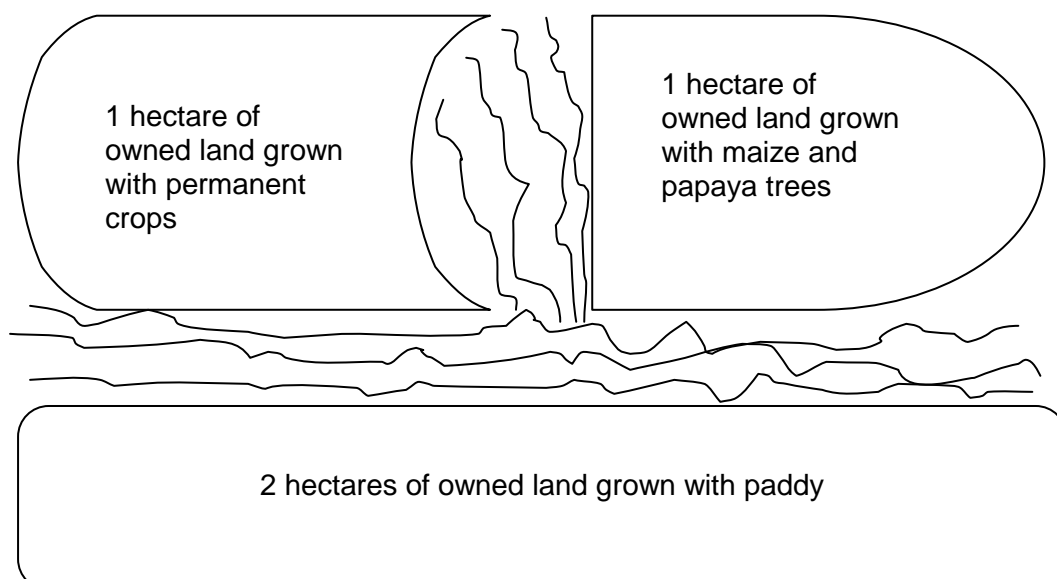 1 hectare of
owned land grown
with permanent
crops
1 hectare of
owned land grown
with maize and
papaya trees
2 hectares of owned land grown with paddy